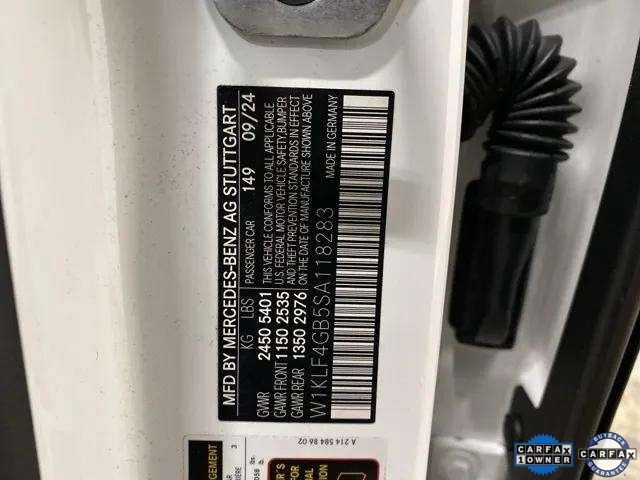 MFD BY MERCEDES-BENZ AG STUTTGART
KG LBS PASSENGER CAR 149 09/24
GVWR 2450 5401 THIS VEHICLE CONFORMS TO ALL APPLICABLE
GAWR FRONT 1150 2535 U.S. FEDERAL MOTOR VEHICLE SAFETY, BUMPER
GAWR REAR 1350 2976 AND THEFT PREVENTION STANDARDS IN EFFECT
ON THE DATE OF MANUFACTURE SHOWN ABOVE
W1KLF4GB5SA118283 MADE IN GERMANY
A 214 584 86 02
CARFAX
1 OWNER
BUYBACK
CARFAX
GUARANTEE